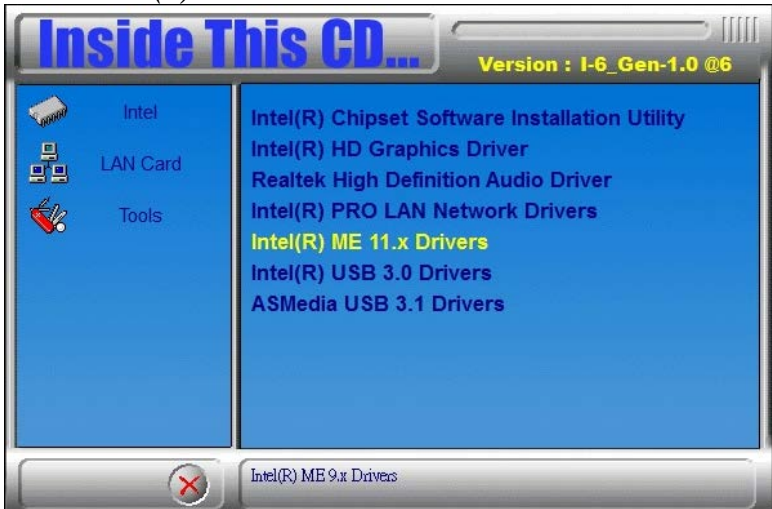 Inside This CD...
Version : I-6_Gen-1.0 @6
Intel
LAN Card
Tools
Intel(R) Chipset Software Installation Utility
Intel(R) HD Graphics Driver
Realtek High Definition Audio Driver
Intel(R) PRO LAN Network Drivers
Intel(R) ME 11.x Drivers
Intel(R) USB 3.0 Drivers
ASMedia USB 3.1 Drivers
Intel(R) ME 9.x Drivers